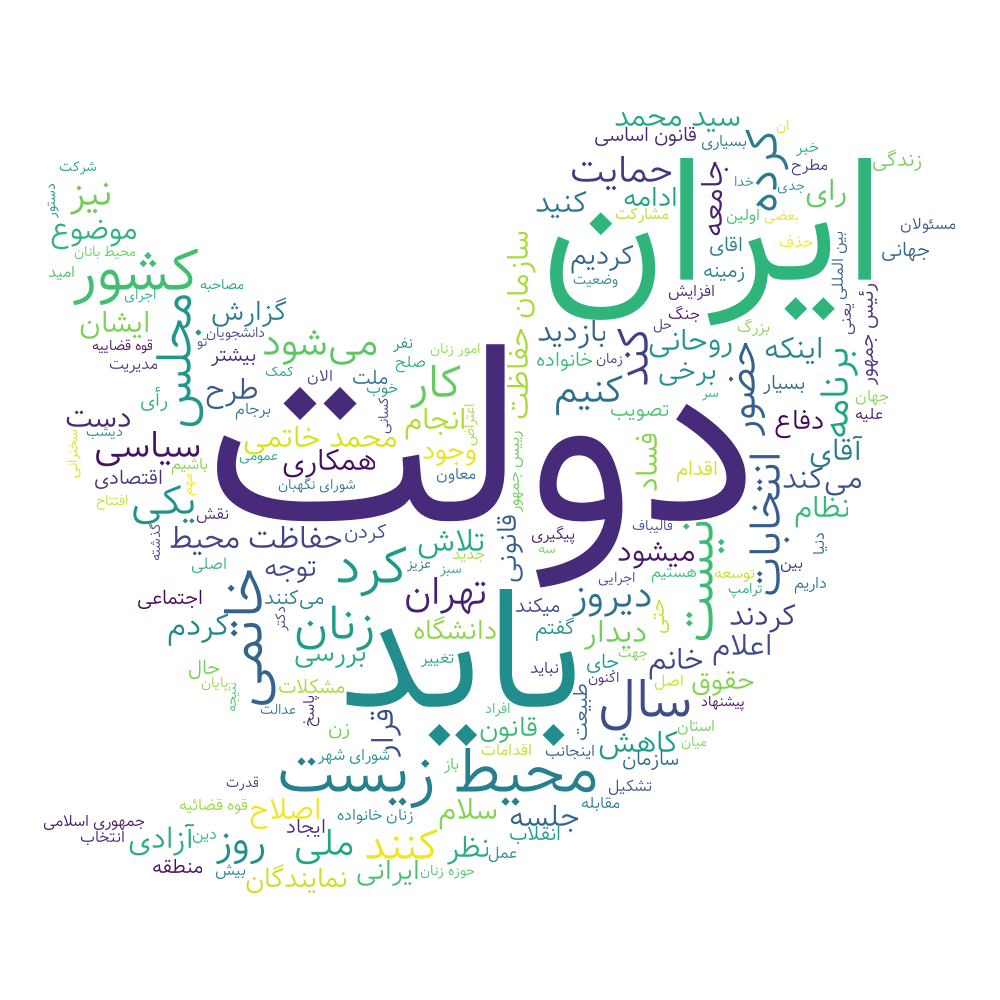 سید محمد
ان
قانون اساسی
بسیاری
خبر
کرده
زندگی
شرکت
حمایت
جامعه
خدا
جدی
مطرح
دستور
نیز
کنید
ادامه
مشارکت
اولین
بعضی
رای
مسئولان
موضوع
محیط بانان
ایران
اقای
حذف
بین المللی
جهانی
کشور
امید
اجرای
مصاحبه
سازمان حفاظت
کردیم
وضعیت
زمینه
افزایش
یعنی
رئیس جمهور
ایشان
مجلس
گزارش
دانشجویان
تو
نفر
امور زنان
بازدید
کند
حل
جنگ
بزرگ
قوه قضاییه
مدیریت
بیشتر
می‌شود
صلح
خانواده
زمان
روحانی
حضور
اینکه
برنامه
کمک
الان
ملت
خوب
کار
کنیم
برخی
سر
بسیار
جهان
علیه
رأی
طرح
برجام
کسانی
انجام
اعتراض
تصویب
دفاع
دست
دیشب
سخنرانی
محمد خاتمی
دولت
فساد
آقای
سیاسی
همکاری
عمومی
وجود
رییس جمهور
اقدام
انتخابات
می‌کند
باشیم
مهم
اقتصادی
شورای نگهبان
معاون
افتتاح
یکی
نقش
قانونی
قالیباف
نظام
گذشته
حفاظت محیط
کردن
تلاش
جدید
پیگیری
سه
میشود
نیست
دنیا
اصلی
خاتمی
توجه
کرد
عزیز
سبز
اجرایی
هستیم
توسعه
بین
ترامپ
داریم
اجتماعی
می‌کنند
دکتر
تهران
میکند
دیروز
حتی
کردند
کردم
زنان
دانشگاه
گفتم
دیدار
اعلام
حال
بررسی
تغییر
باید
نباید
جای
جهت
خانم
پایان
نتیجه
مشکلات
اکنون
اصل
حقوق
عدالت
پاسخ
قرار
افراد
طبیعت
سال
پیشنهاد
زن
قانون
استان
شورای شهر
اقدامات
اینجانب
کاهش
میان
محیط زیست
باز
سازمان
قدرت
تشکیل
قوه قضائیه
اصلاح
زنان خانواده
سلام
جلسه
مقابله
جمهوری اسلامی
انتخاب
آزادی
دین
ایجاد
انقلاب
روز
ملی
کنند
نظر
عمل
منطقه
بیش
نمایندگان
ایرانی
حوزه زنان